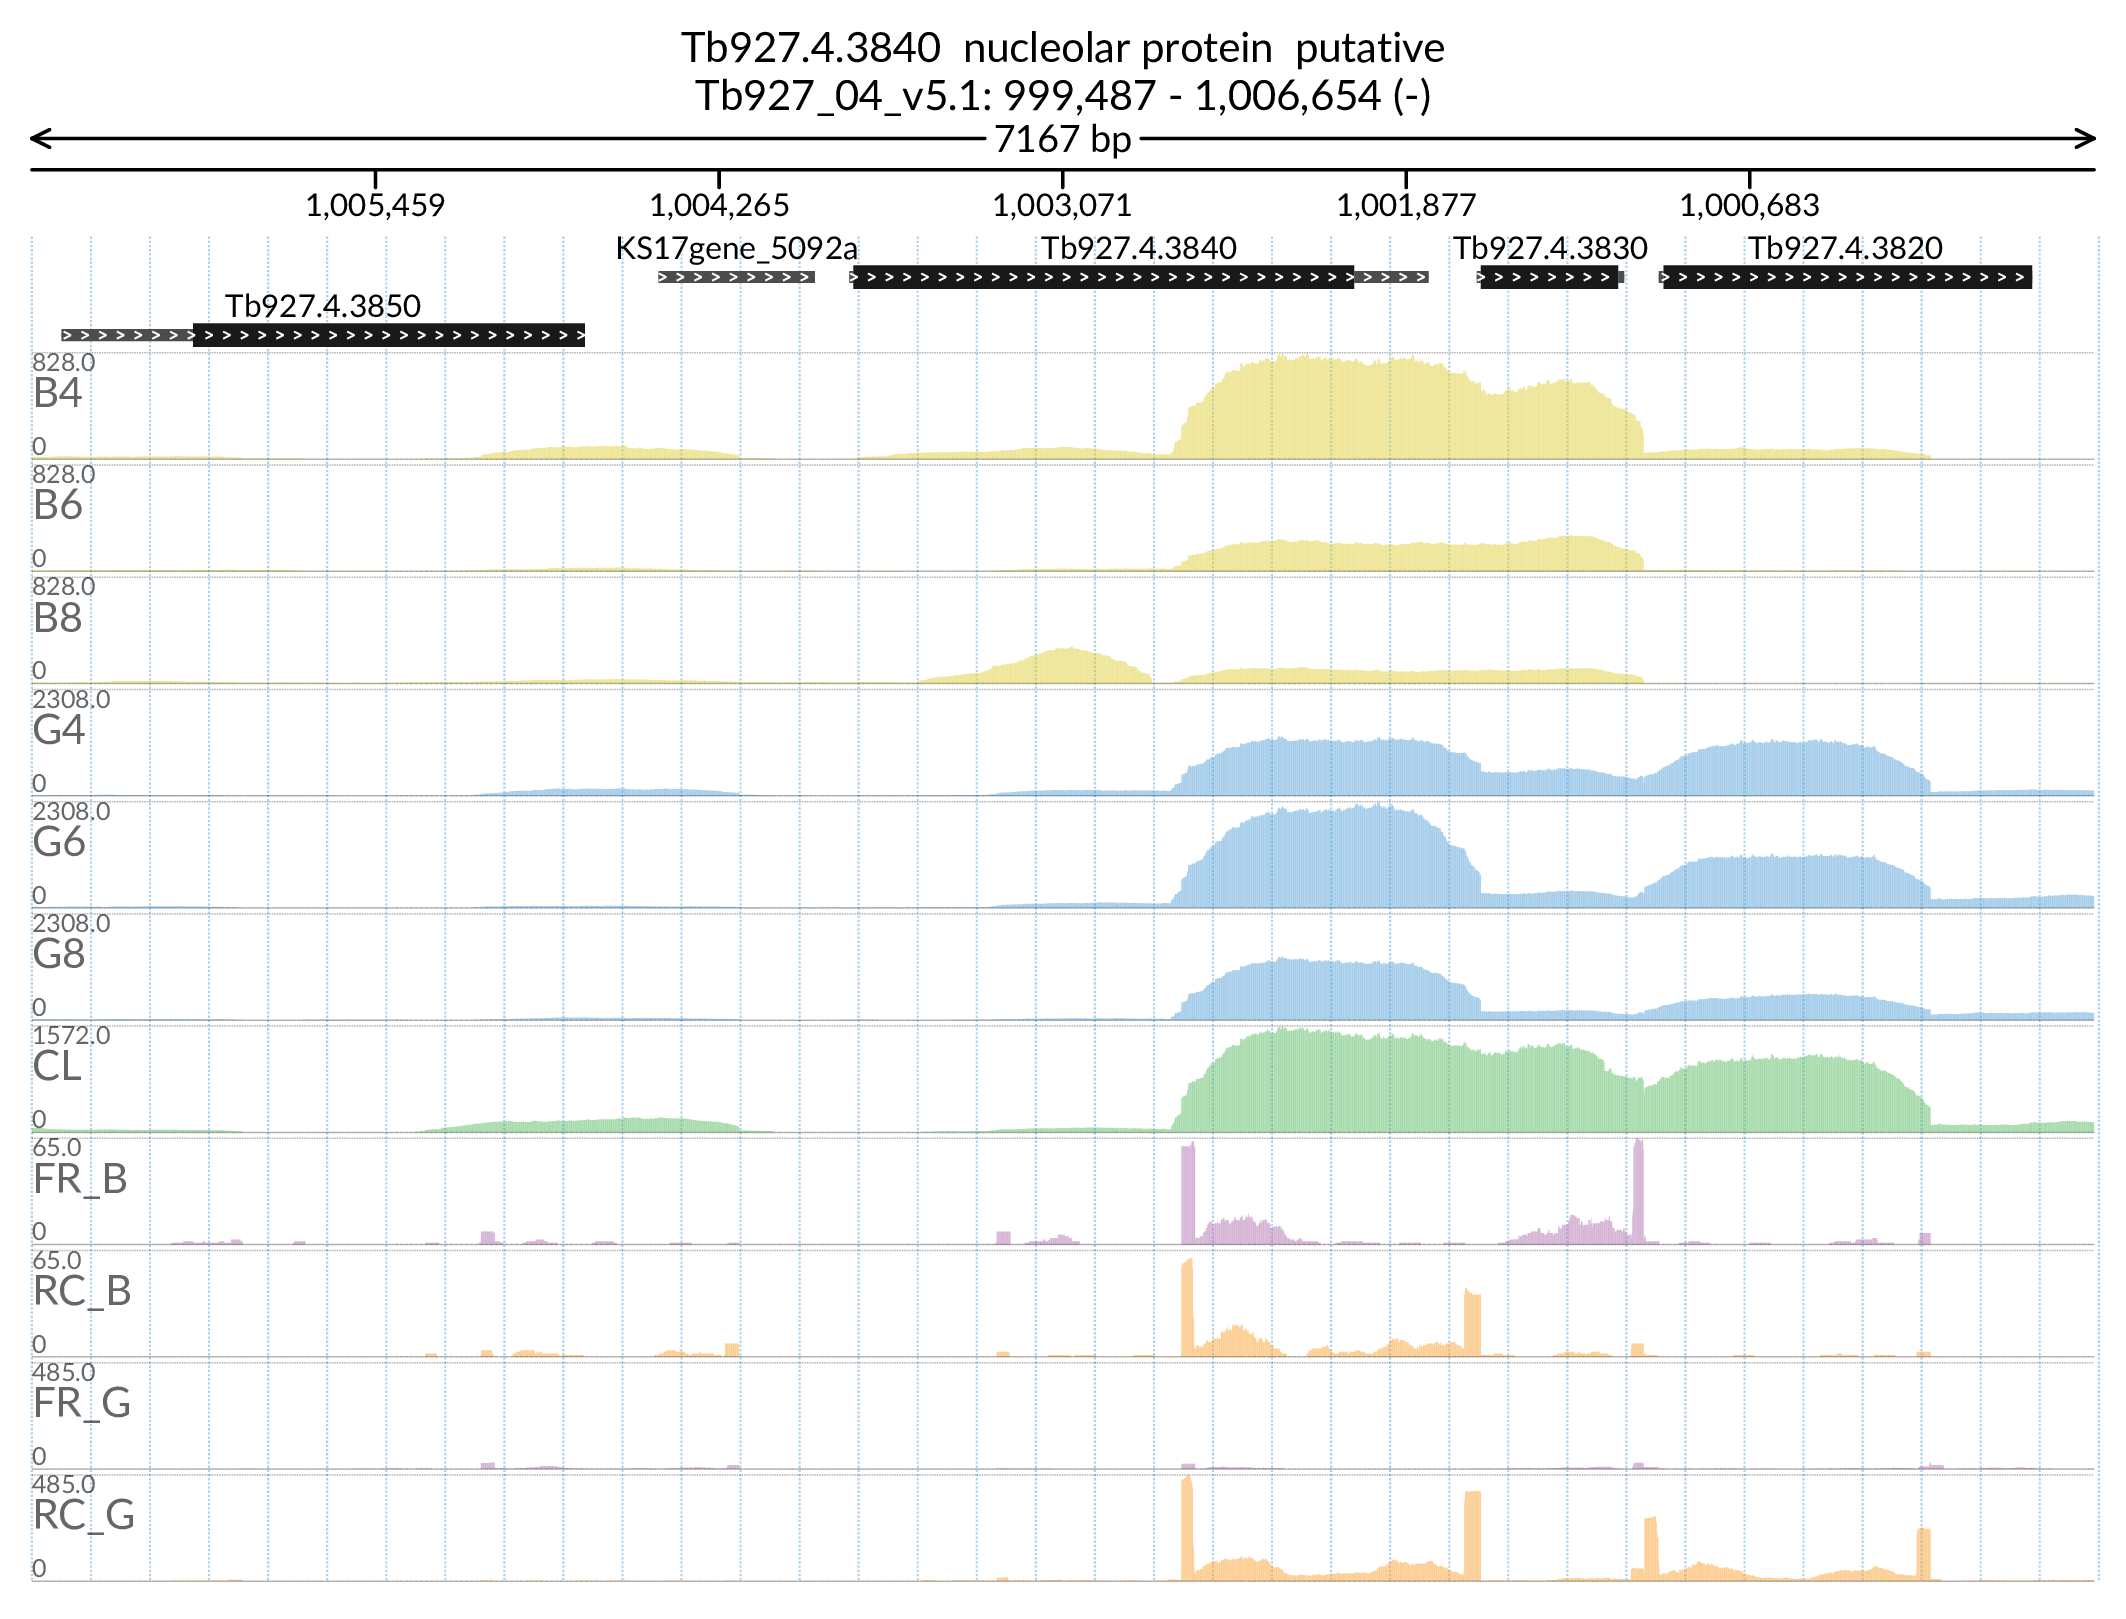 Tb927.4.3840 nucleolar protein putative
Tb927_04_v5.1: 999,487 - 1,006,654 (-)
7167 bp
1,005,459 1,004,265 1,003,071 1,001,877 1,000,683
KS17gene_5092a Tb927.4.3840 Tb927.4.3830 Tb927.4.3820
Tb927.4.3850
828.0
B4
0
828.0
B6
0
828.0
B8
0
2308.0
G4
0
2308.0
G6
0
2308.0
G8
0
1572.0
CL
0
65.0
FR_B
0
65.0
RC_B
0
485.0
FR_G
0
485.0
RC_G
0